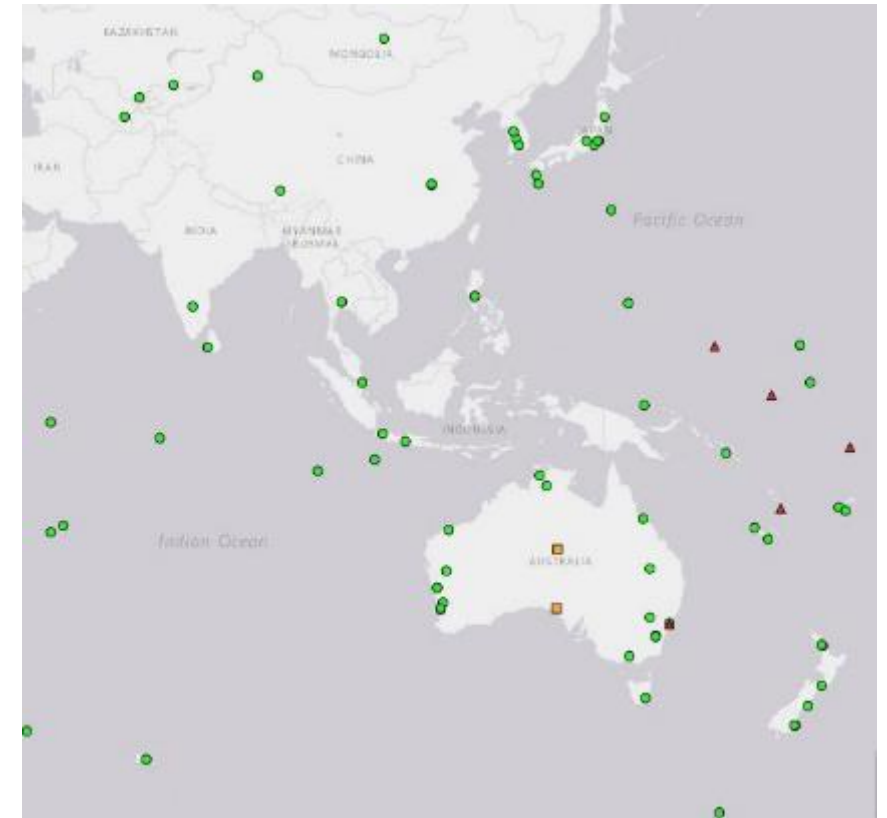 KAZAKHSTAN
MONGOLIA
JAPAN
CHINA
IRAN
Pacific Ocean
INDIA
MYANMAR
(BURMA)
INDONESIA
Indian Ocean
AUSTRALIA